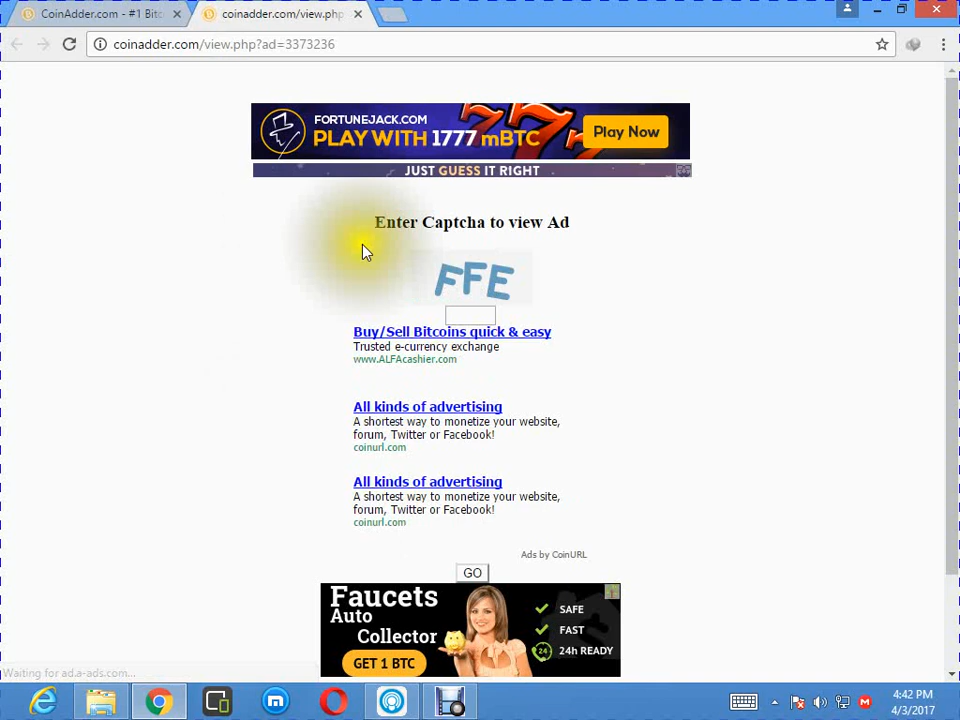 CoinAdder.com - #1 Bitc
coinadder.com/view.php?
coinadder.com/view.php?ad=3373236
FORTUNEJACK.COM
PLAY WITH 1777 mBTC
Play Now
JUST GUESS IT RIGHT
Enter Captcha to view Ad
FFE
Buy/Sell Bitcoins quick & easy
Trusted e-currency exchange
www.ALFAcashier.com
All kinds of advertising
A shortest way to monetize your website,
forum, Twitter or Facebook!
coinurl.com
All kinds of advertising
A shortest way to monetize your website,
forum, Twitter or Facebook!
coinurl.com
Ads by CoinURL
GO
Faucets
Auto
Collector
GET 1 BTC
SAFE
FAST
24h READY
Waiting for ad.a-ads.com...
4:42 PM
4/3/2017